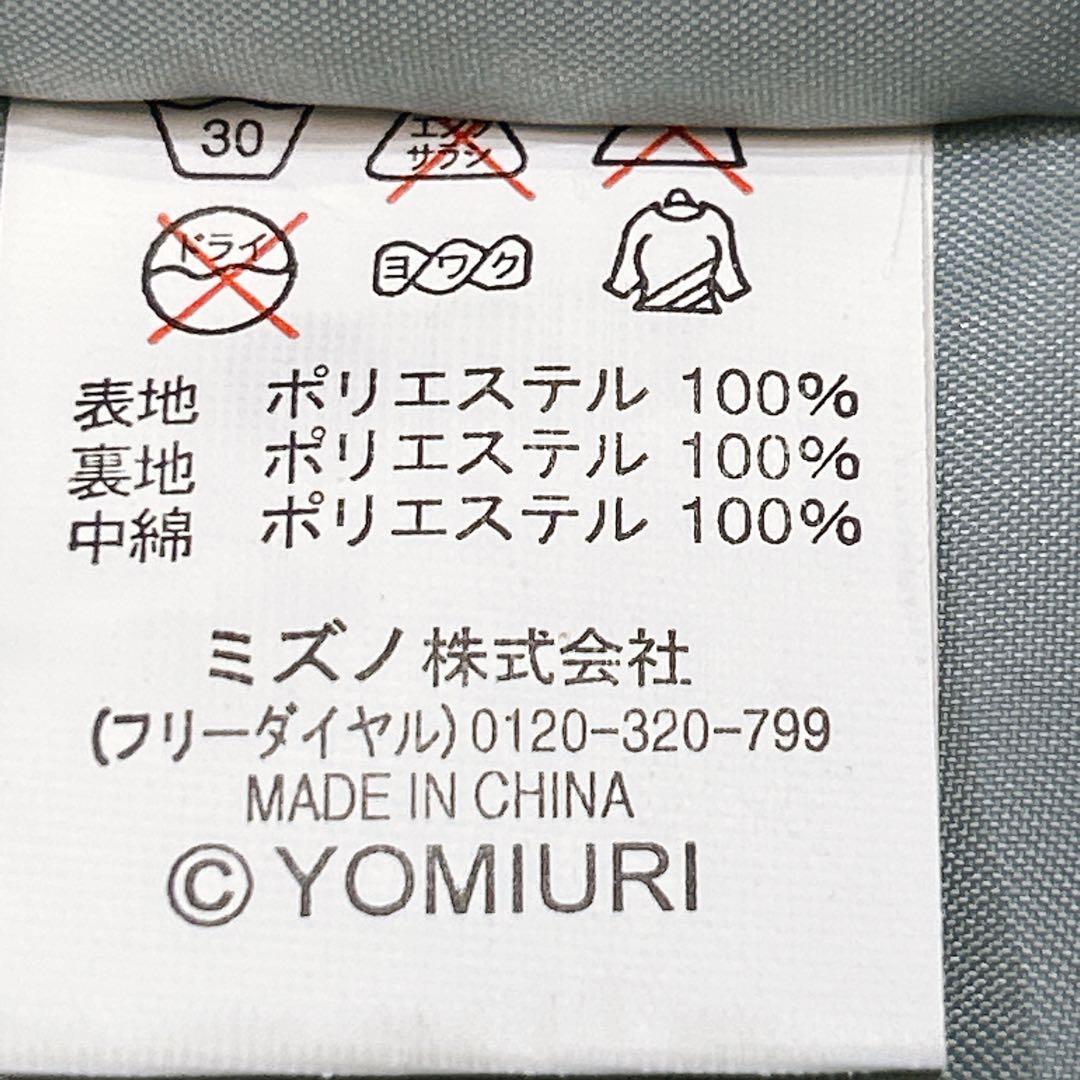 30
エンソ
サラシ
ドライ
ヨワク
表地 ポリエステル 100%
裏地 ポリエステル 100%
中綿 ポリエステル 100%
ミズノ株式会社
(フリーダイヤル)0120-320-799
MADE IN CHINA
©YOMIURI